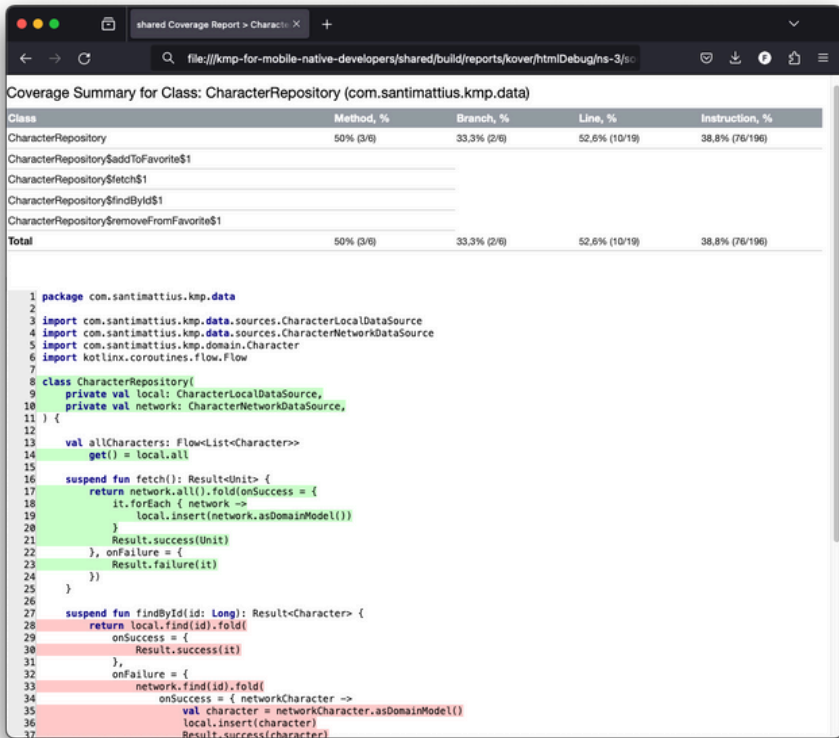 shared Coverage Report > Characte
file:///kmp-for-mobile-native-developers/shared/build/reports/kover/htmlDebug/ns-3/so
F
Coverage Summary for Class: CharacterRepository (com.santimattius.kmp.data)
Class Method, % Branch, % Line, % Instruction, %
CharacterRepository 50% (3/6) 33,3% (2/6) 52,6% (10/19) 38,8% (76/196)
CharacterRepository$addToFavorite$1
CharacterRepository$fetch$1
CharacterRepository$findById$1
CharacterRepository$removeFromFavorite$1
Total 50% (3/6) 33,3% (2/6) 52,6% (10/19) 38,8% (76/196)
1 package com.santimattius.kmp.data
2
3 import com.santimattius.kmp.data.sources.CharacterLocalDataSource
4 import com.santimattius.kmp.data.sources.CharacterNetworkDataSource
5 import com.santimattius.kmp.domain.Character
6 import kotlinx.coroutines.flow.Flow
7
8 class CharacterRepository(
9 private val local: CharacterLocalDataSource,
10 private val network: CharacterNetworkDataSource,
11 ) {
12
13 val allCharacters: Flow<List<Character>>
14 get() = local.all
15
16 suspend fun fetch(): Result<Unit> {
17 return network.all().fold(onSuccess = {
18 it.forEach { network ->
19 local.insert(network.asDomainModel())
20 }
21 Result.success(Unit)
22 }, onFailure = {
23 Result.failure(it)
24 })
25 }
26
27 suspend fun findById(id: Long): Result<Character> {
28 return local.find(id).fold(
29 onSuccess = {
30 Result.success(it)
31 },
32 onFailure = {
33 network.find(id).fold(
34 onSuccess = { networkCharacter ->
35 val character = networkCharacter.asDomainModel()
36 local.insert(character)
37 Result.success(character)